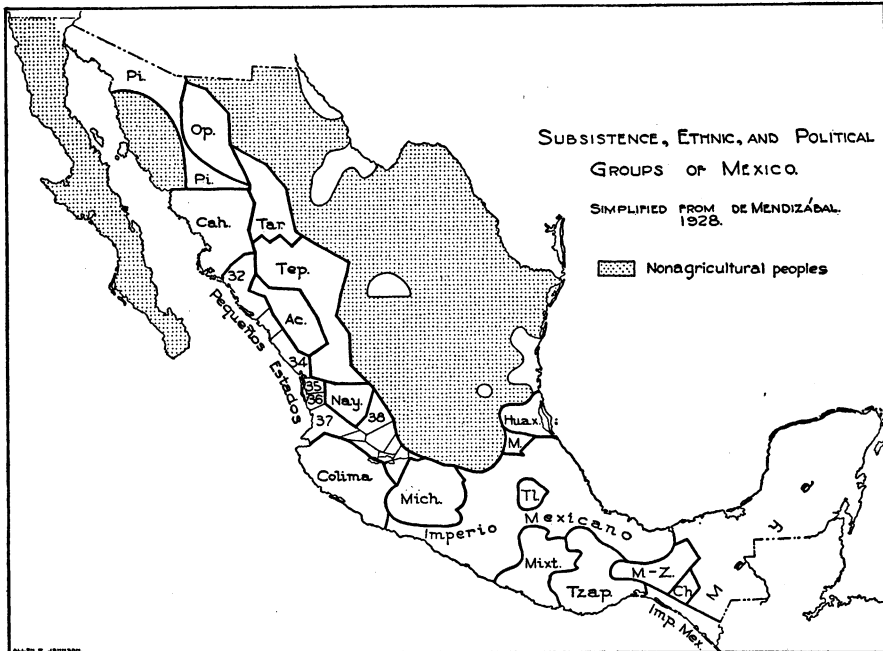 SUBSISTENCE, ETHNIC, AND POLITICAL
GROUPS OF MEXICO.
SIMPLIFIED FROM DE MENDIZÁBAL.
1928.
Nonagricultural peoples
Pi.
Op.
Pi.
Cah.
Tar.
32
Tep.
Pequeños Estados
Ac.
34
35
36
Nay.
37
38
Huax.
M.
Colima
Mich.
Tl.
Imperio Mexicano
Mixt.
Tzap.
M-Z.
Ch
Maya
Imp. Mex.